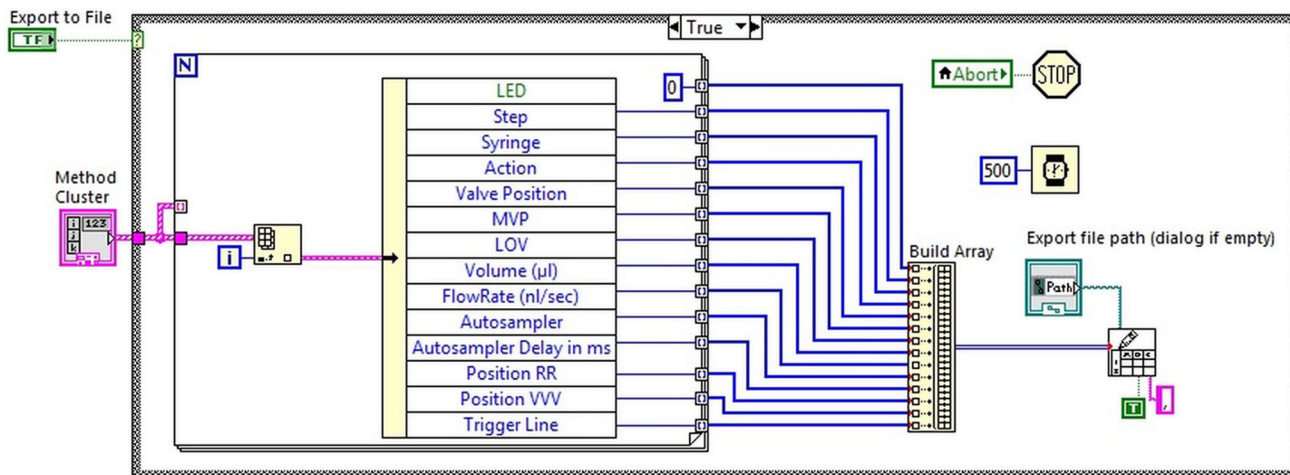 Export to File
TF
?
True
N
LED
0
Step
Syringe
Action
Valve Position
MVP
LOV
Volume (µl)
FlowRate (nl/sec)
Autosampler
Autosampler Delay in ms
Position RR
Position VVV
Trigger Line
Method
Cluster
i
j
k
123
i
Abort
STOP
500
Build Array
Export file path (dialog if empty)
Path
T
,